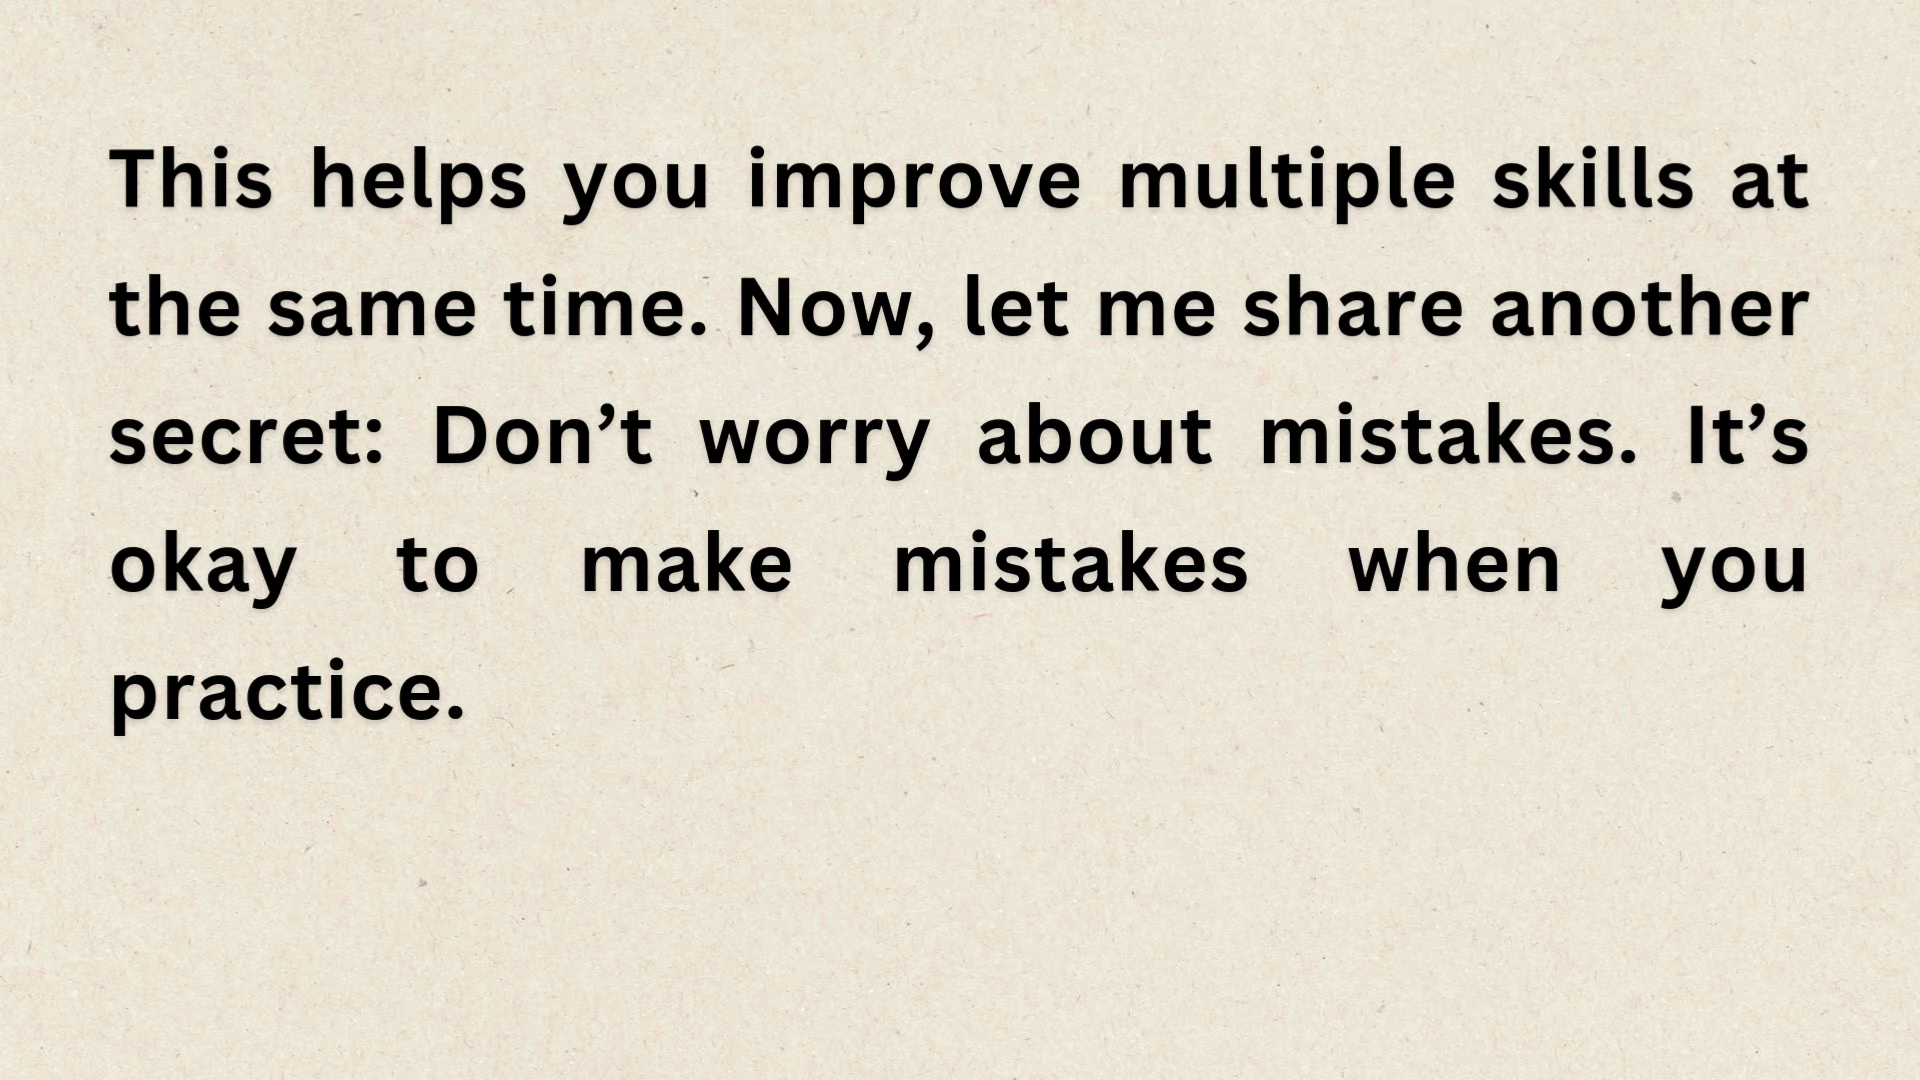 This helps you improve multiple skills at
the same time. Now, let me share another
secret: Don’t worry about mistakes. It’s
okay to make mistakes when you
practice.